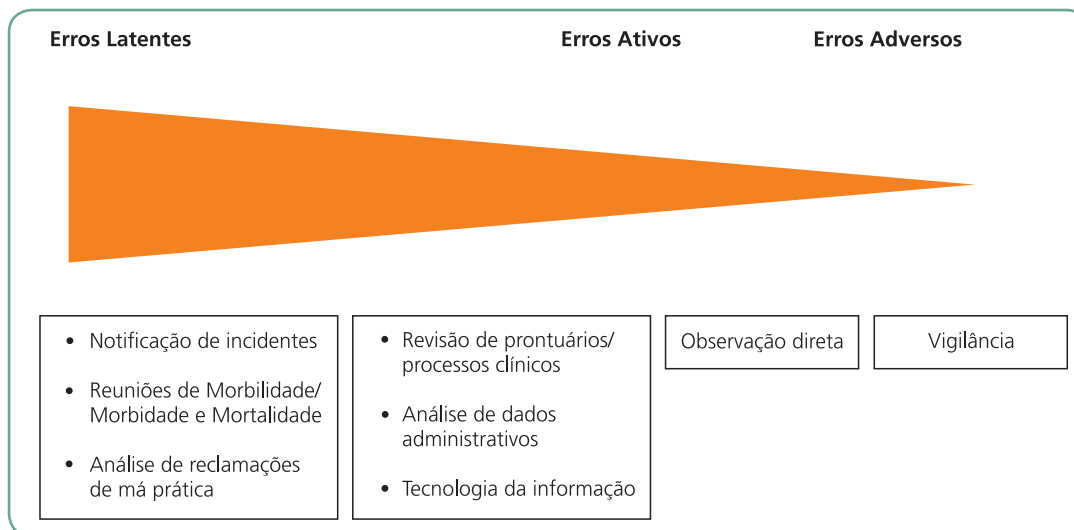 Erros Latentes
Erros Ativos
Erros Adversos
• Notificação de incidentes
• Reuniões de Morbilidade/
Morbidade e Mortalidade
• Análise de reclamações
de má prática
• Revisão de prontuários/
processos clínicos
• Análise de dados
administrativos
• Tecnologia da informação
Observação direta
Vigilância